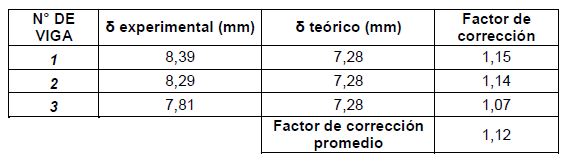 N° DE VIGA δ experimental (mm) δ teórico (mm) Factor de corrección
1 8,39 7,28 1,15
2 8,29 7,28 1,14
3 7,81 7,28 1,07
Factor de corrección promedio 1,12